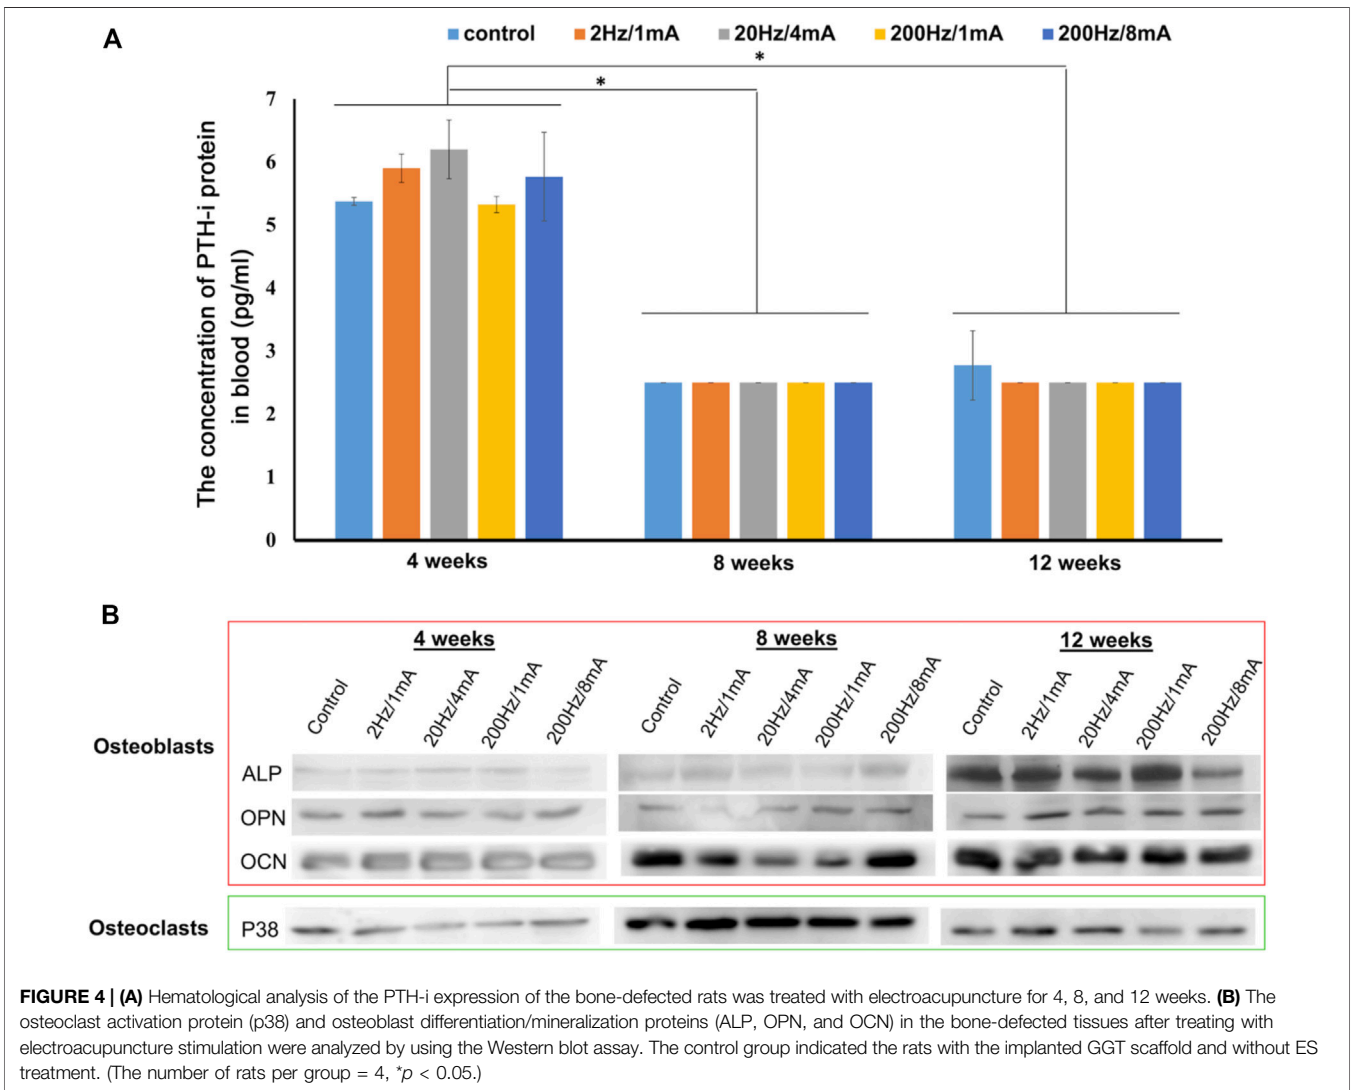 A
control 2Hz/1mA 20Hz/4mA 200Hz/1mA 200Hz/8mA
*
*
The concentration of PTH-i protein
in blood (pg/ml)
7
6
5
4
3
2
1
0
4 weeks 8 weeks 12 weeks
B
4 weeks 8 weeks 12 weeks
Control 2Hz/1mA 20Hz/4mA 200Hz/1mA 200Hz/8mA Control 2Hz/1mA 20Hz/4mA 200Hz/1mA 200Hz/8mA Control 2Hz/1mA 20Hz/4mA 200Hz/1mA 200Hz/8mA
Osteoblasts
ALP
OPN
OCN
Osteoclasts P38
FIGURE 4 | (A) Hematological analysis of the PTH-i expression of the bone-defected rats was treated with electroacupuncture for 4, 8, and 12 weeks. (B) The
osteoclast activation protein (p38) and osteoblast differentiation/mineralization proteins (ALP, OPN, and OCN) in the bone-defected tissues after treating with
electroacupuncture stimulation were analyzed by using the Western blot assay. The control group indicated the rats with the implanted GGT scaffold and without ES
treatment. (The number of rats per group = 4, *p < 0.05.)